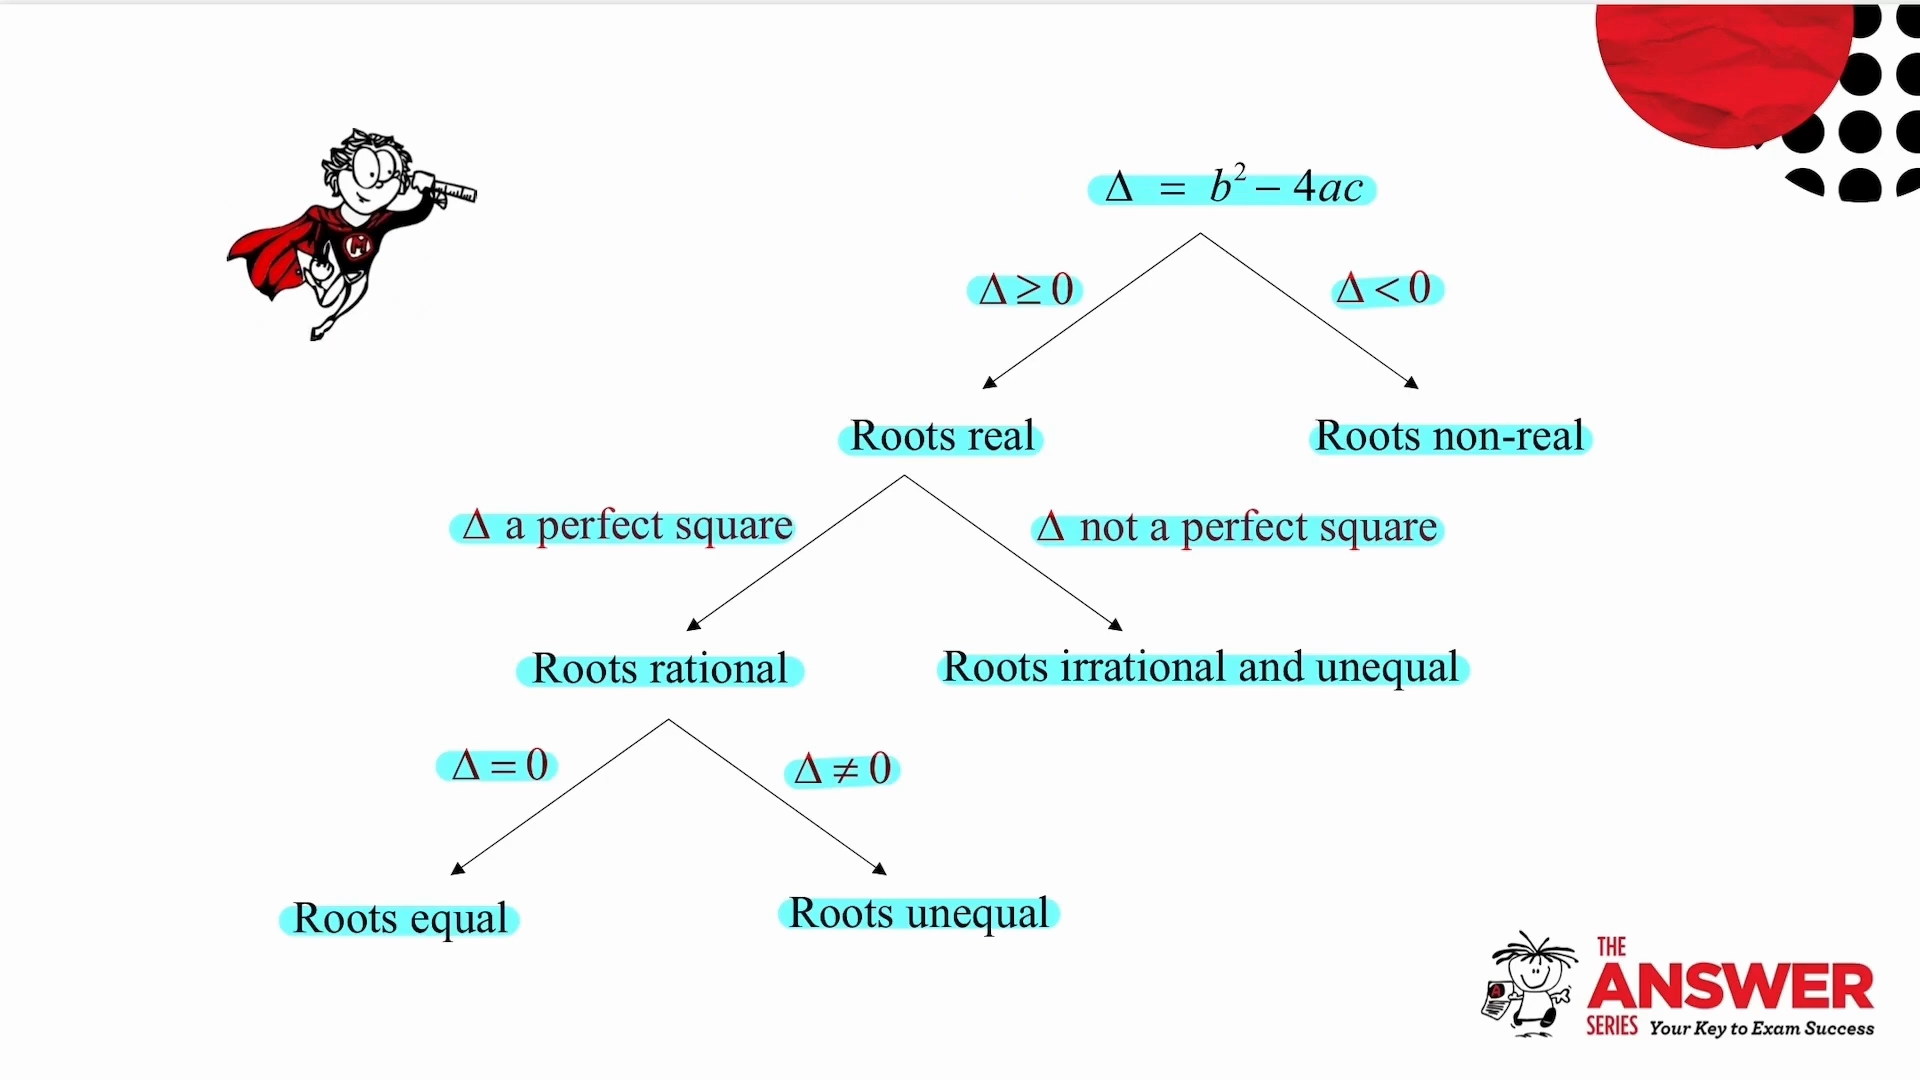 Δ = b² – 4ac
Δ ≥ 0
Δ < 0
Roots real
Roots non-real
Δ a perfect square
Δ not a perfect square
Roots rational
Roots irrational and unequal
Δ = 0
Δ ≠ 0
Roots equal
Roots unequal
M
A
THE
ANSWER
SERIES Your Key to Exam Success